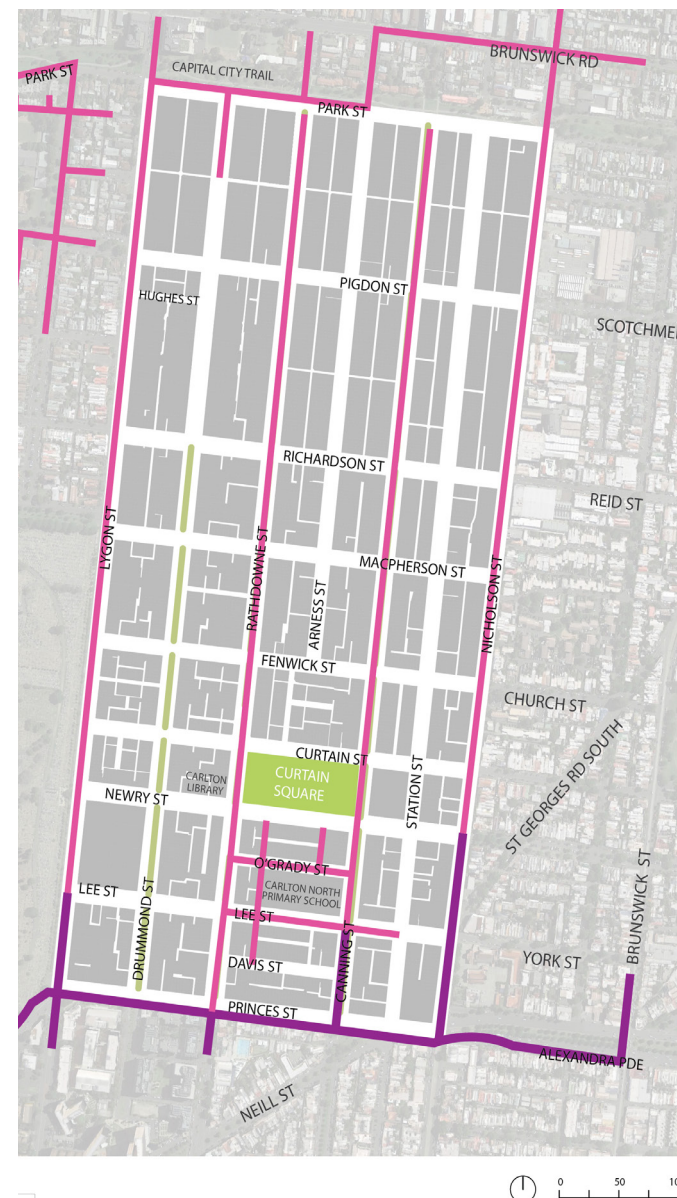 BRUNSWICK RD
PARK ST
CAPITAL CITY TRAIL
PARK ST
PIGDON ST
HUGHES ST
RICHARDSON ST
REID ST
LYGON ST
RATHDOWNE ST
MACPHERSON ST
NICHOLSON ST
ARNESS ST
FENWICK ST
CHURCH ST
CURTAIN ST
CURTAIN
SQUARE
CARLTON
LIBRARY
STATION ST
ST GEORGES RD SOUTH
NEWRY ST
O'GRADY ST
CARLTON NORTH
PRIMARY SCHOOL
LEE ST
LEE ST
DRUMMOND ST
CANNING ST
BRUNSWICK ST
DAVIS ST
YORK ST
PRINCES ST
ALEXANDRA PDE
NEILL ST
0 50